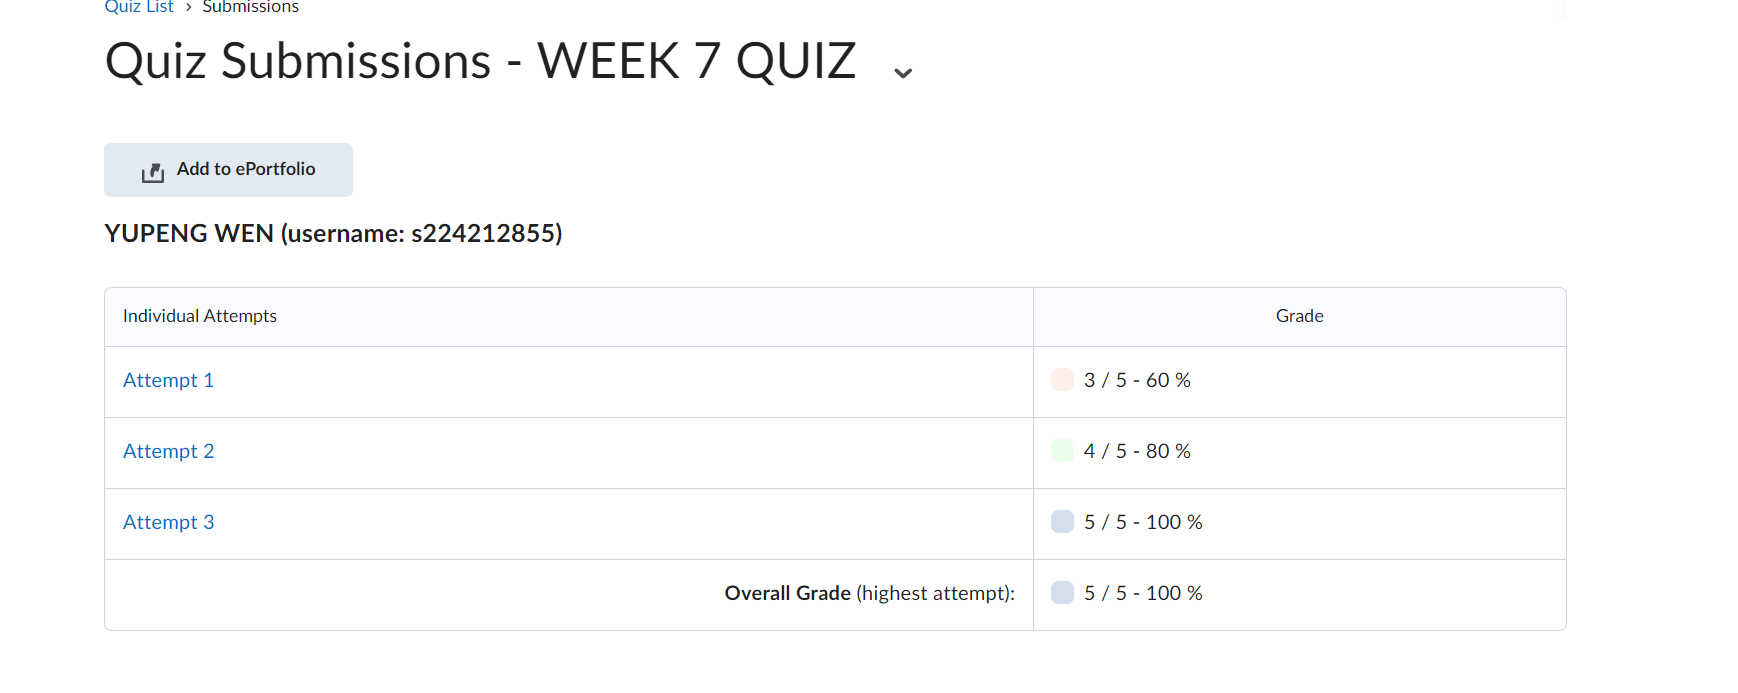 Quiz List › Submissions
Quiz Submissions - WEEK 7 QUIZ
Add to ePortfolio
YUPENG WEN (username: s224212855)
Individual Attempts Grade
Attempt 1 3 / 5 - 60 %
Attempt 2 4 / 5 - 80 %
Attempt 3 5 / 5 - 100 %
Overall Grade (highest attempt): 5 / 5 - 100 %